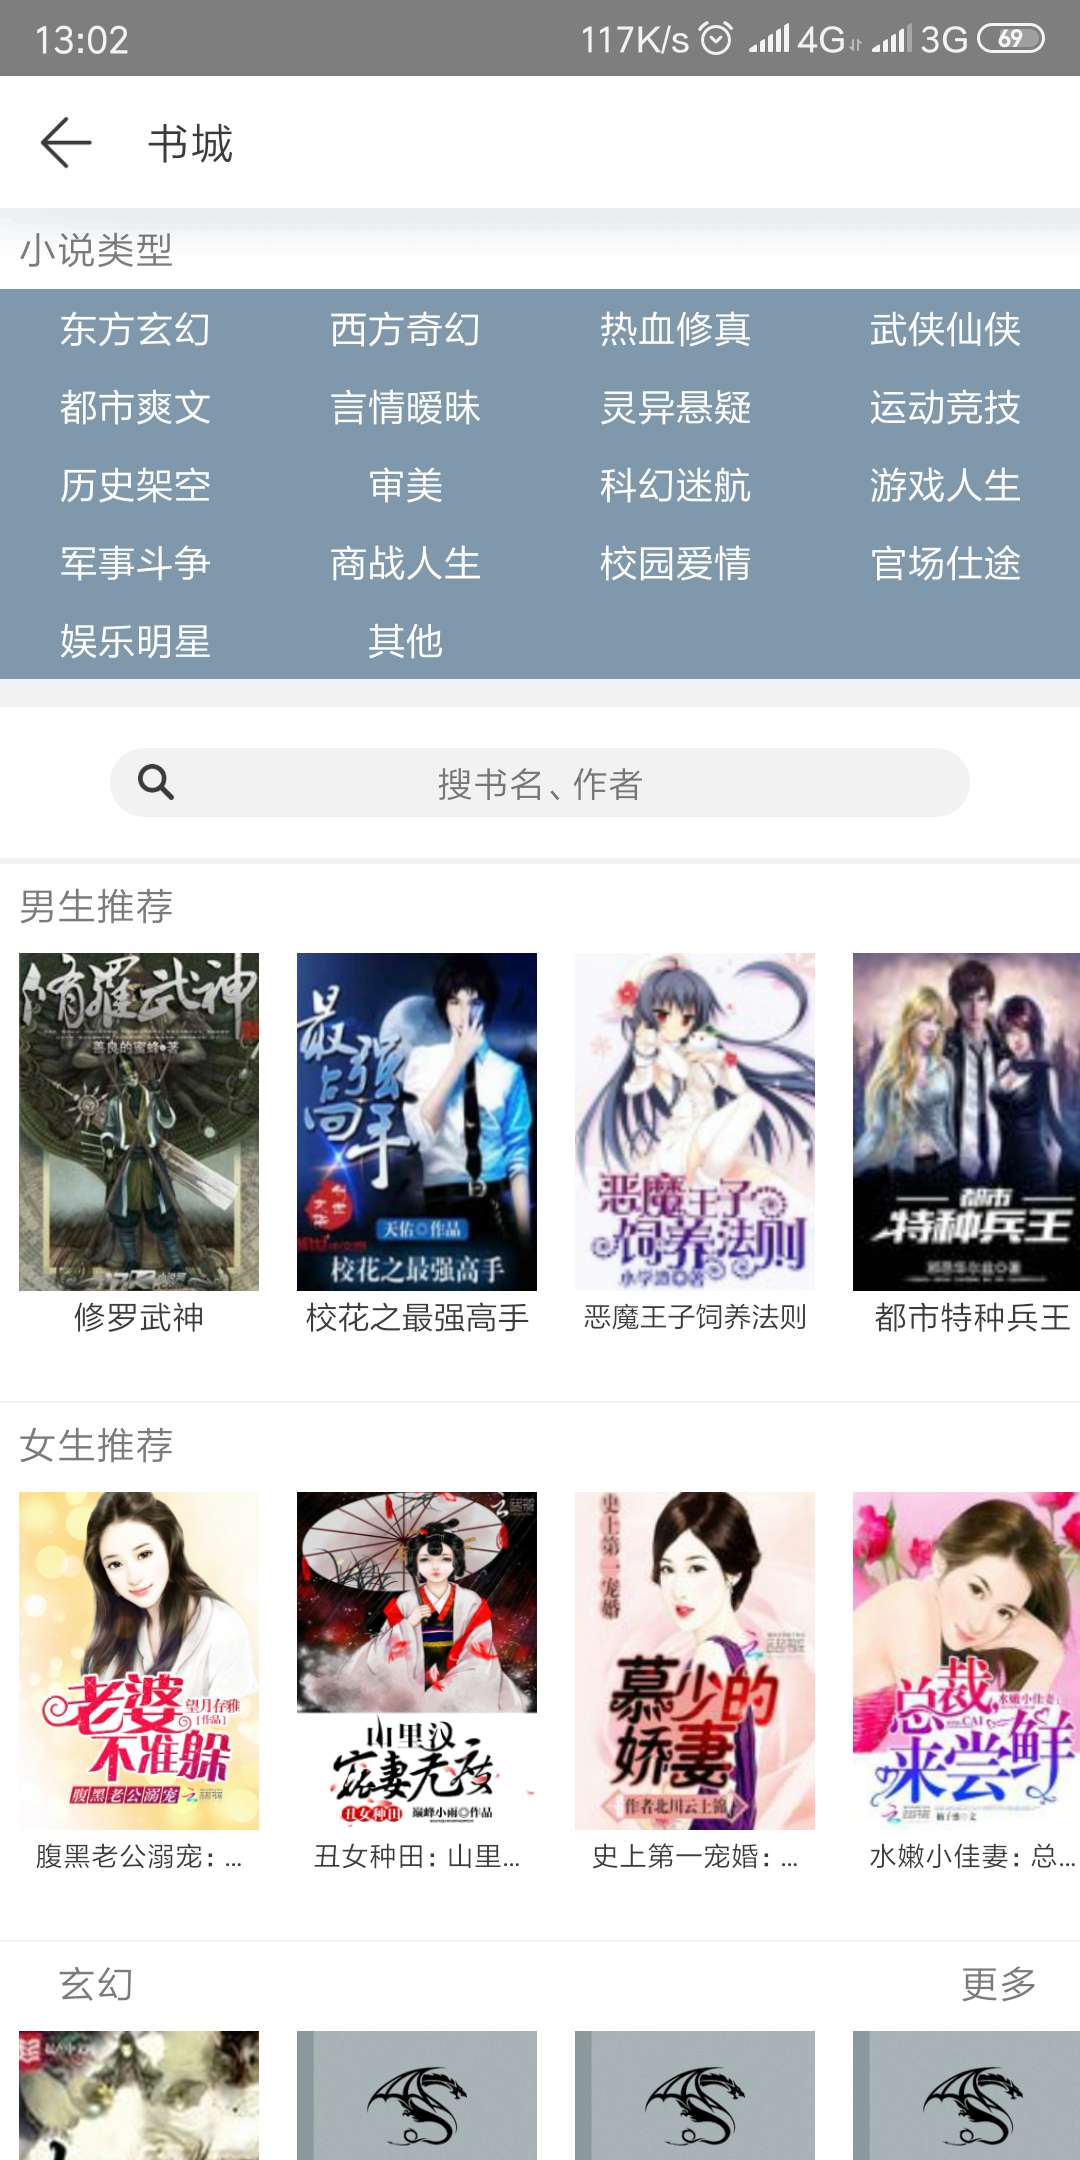 13:02 117K/s 4G 3G 69
书城
小说类型
东方玄幻 西方奇幻 热血修真 武侠仙侠
都市爽文 言情暧昧 灵异悬疑 运动竞技
历史架空 审美 科幻迷航 游戏人生
军事斗争 商战人生 校园爱情 官场仕途
娱乐明星 其他
搜书名、作者
男生推荐
修羅武神
善良的蜜蜂·著
最强高手
天佑◎作品
校花之最强高手
恶魔王子
饲养法则
都市
特种兵王
修罗武神 校花之最强高手 恶魔王子饲养法则 都市特种兵王
女生推荐
老婆
不准躲
望月存雅
[作品]
腹黑老公溺宠
山里汉
宠妻无度
丑女种田 巅峰小雨◎作品
史上第一宠婚
慕少的
娇妻
作者北川云上锦
水嫩小佳妻:
总裁
来尝鲜
腹黑老公溺宠：... 丑女种田：山里... 史上第一宠婚：... 水嫩小佳妻：总...
玄幻 更多